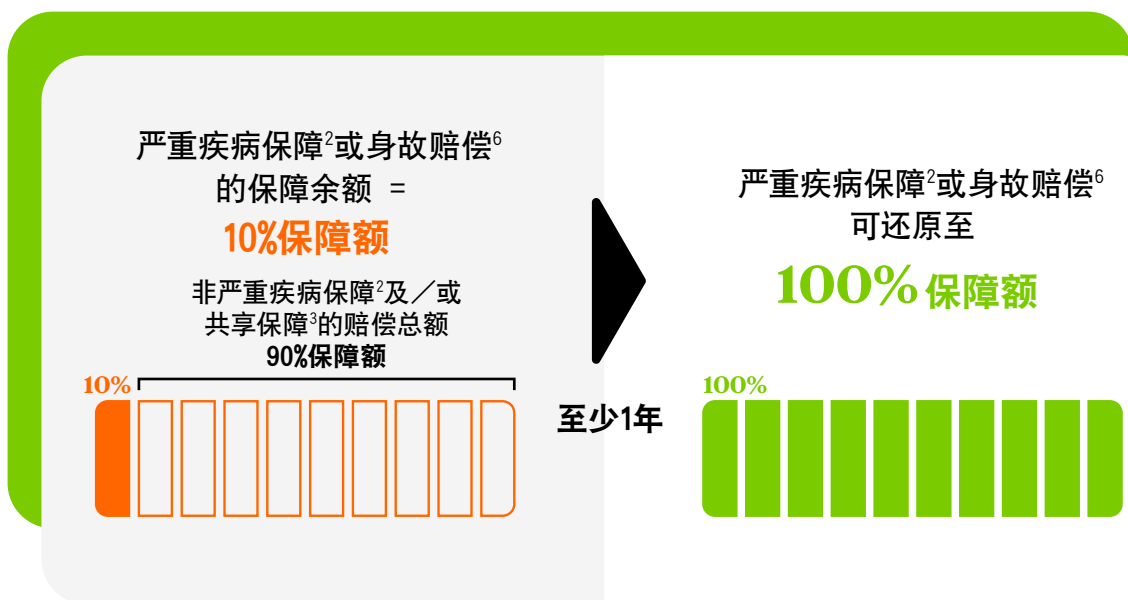 严重疾病保障2或身故赔偿6
的保障余额 =
10%保障额
非严重疾病保障2及／或
共享保障3的赔偿总额
90%保障额
10%
至少1年
严重疾病保障2或身故赔偿6
可还原至
100% 保障额
100%